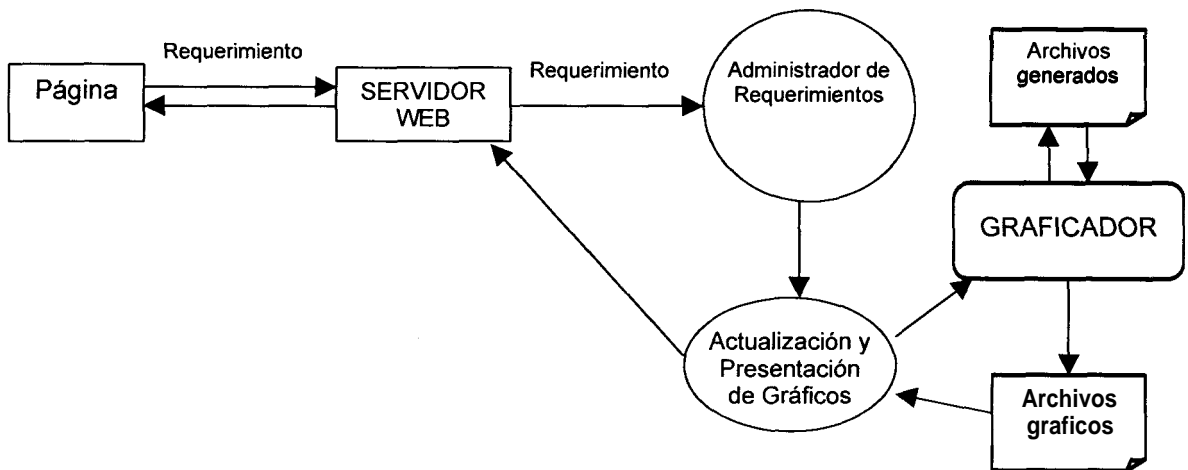 Requerimiento
Página
SERVIDOR
WEB
Requerimiento
Administrador de
Requerimientos
Archivos
generados
GRAFICADOR
Actualización y
Presentación
de Gráficos
Archivos
graficos